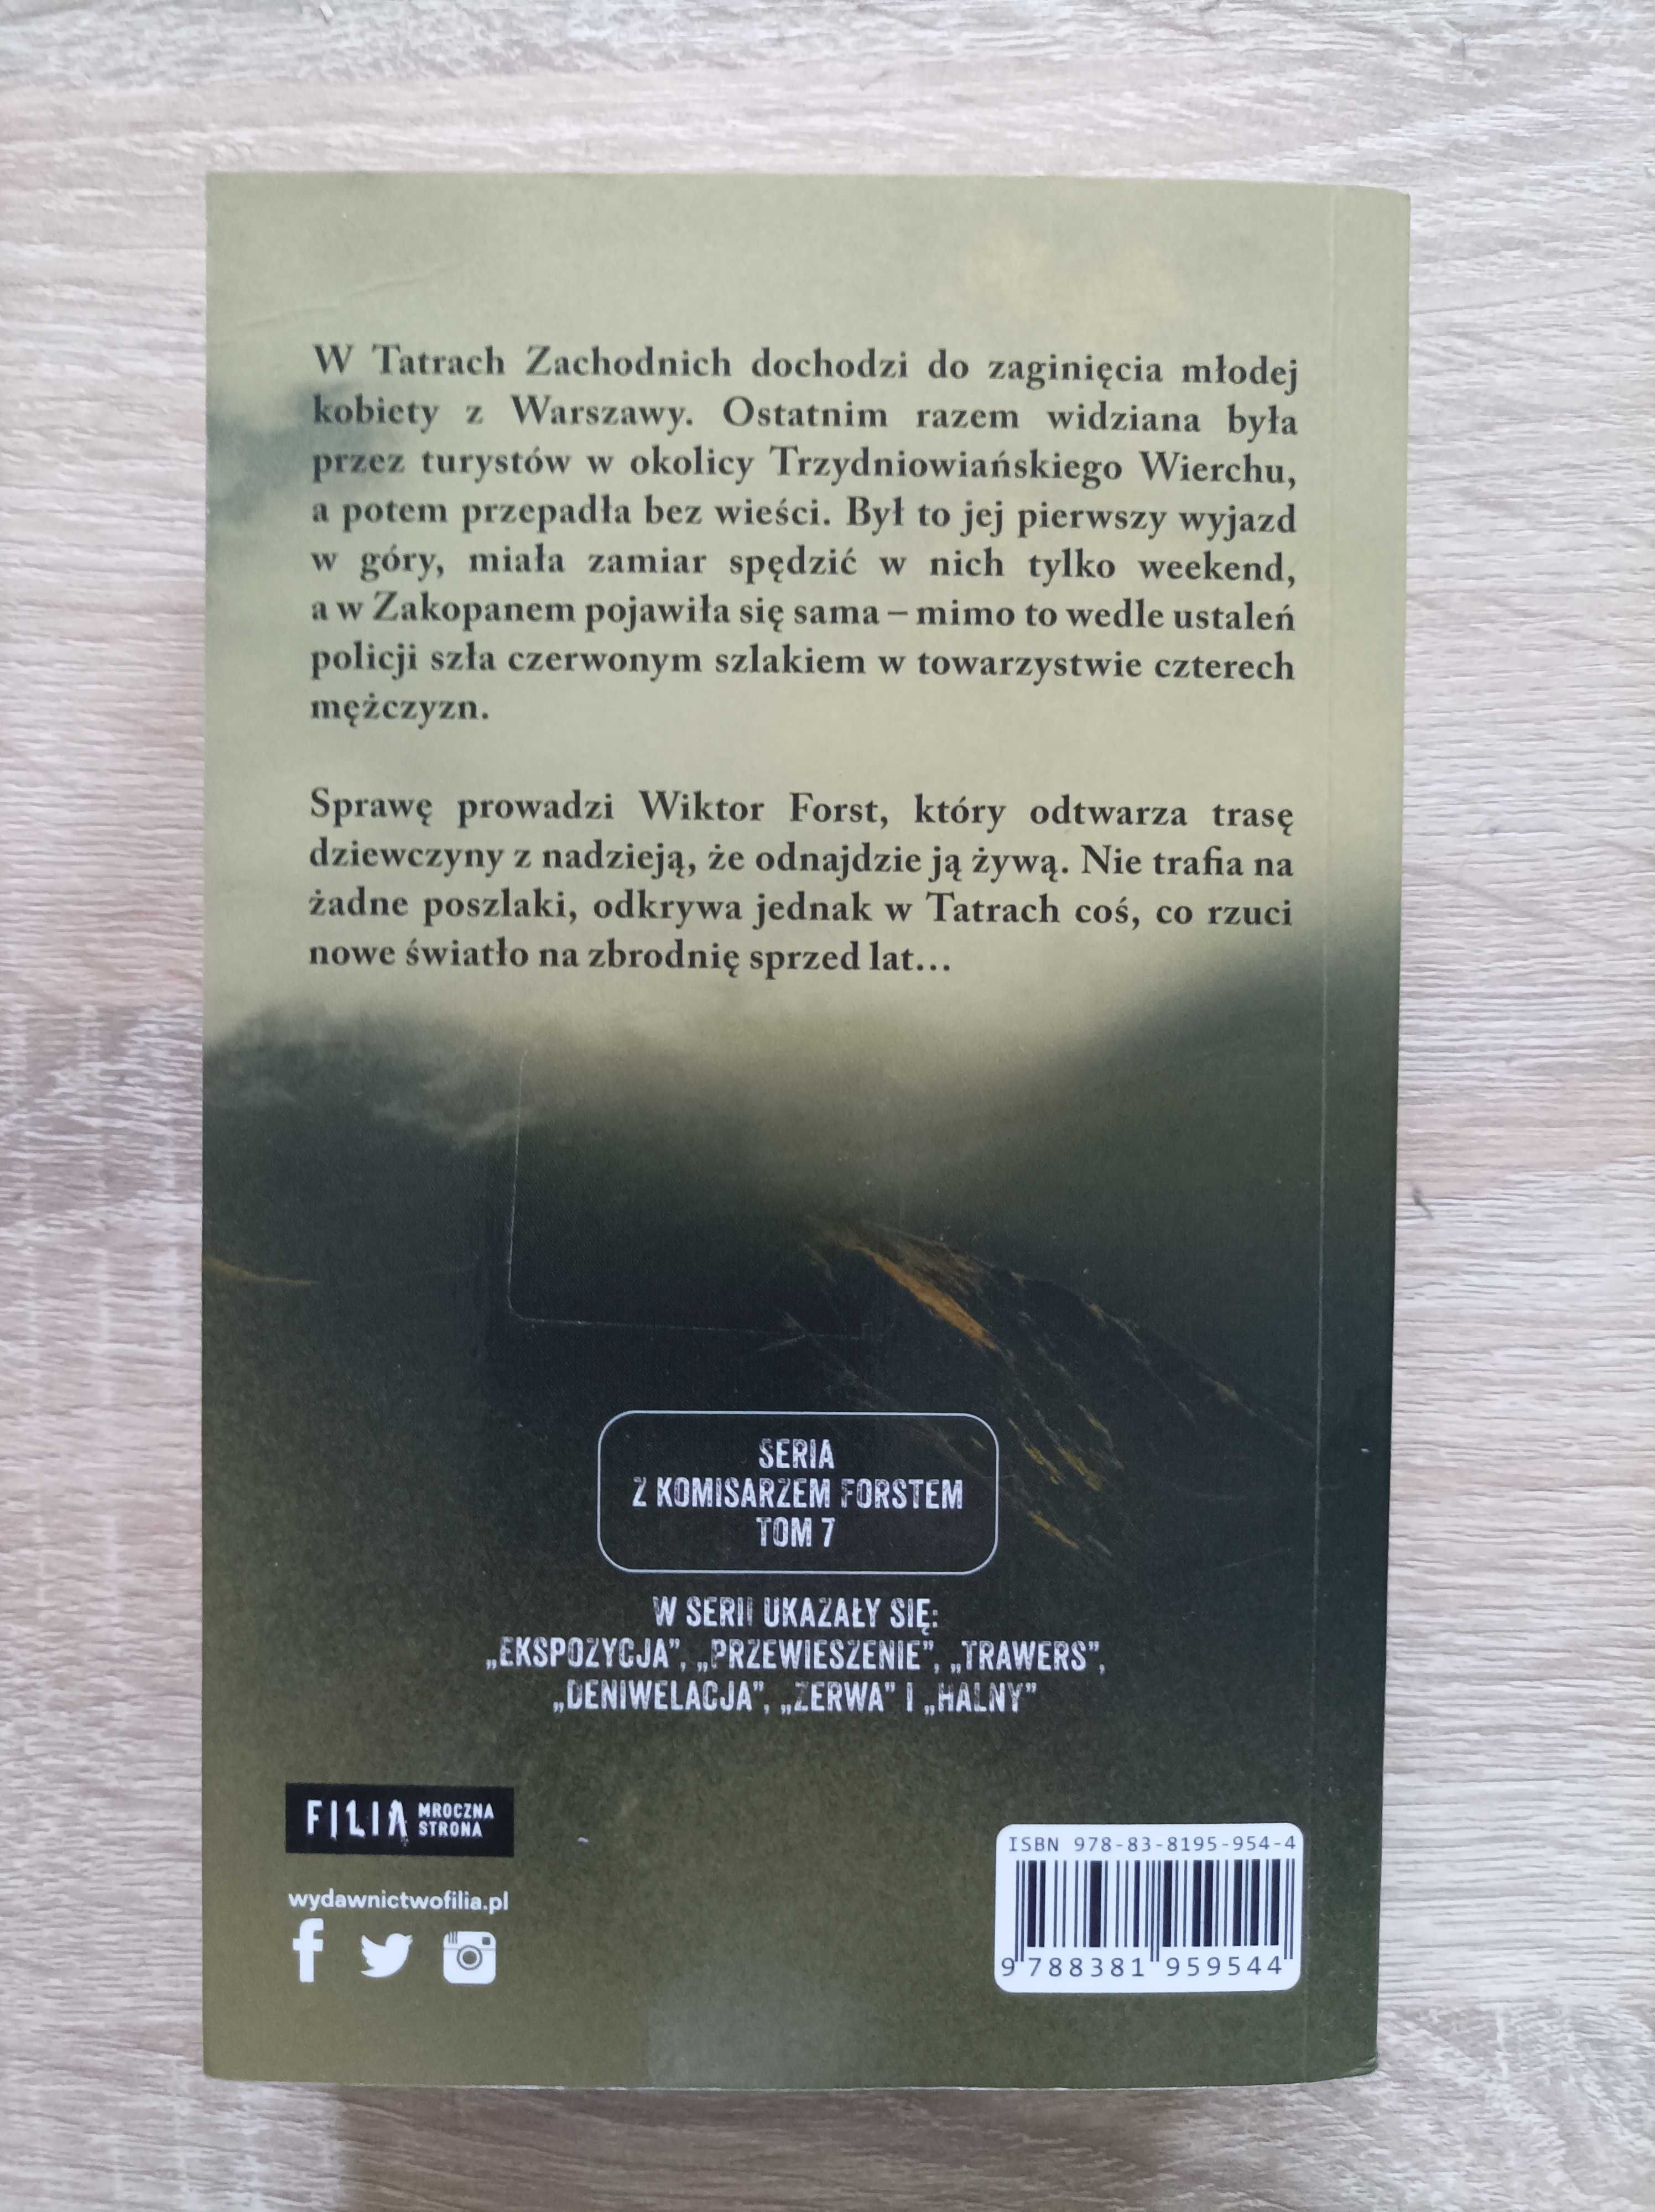 W Tatrach Zachodnich dochodzi do zaginięcia młodej
kobiety z Warszawy. Ostatnim razem widziana była
przez turystów w okolicy Trzydniowiańskiego Wierchu,
a potem przepadła bez wieści. Był to jej pierwszy wyjazd
w góry, miała zamiar spędzić w nich tylko weekend,
a w Zakopanem pojawiła się sama – mimo to wedle ustaleń
policji szła czerwonym szlakiem w towarzystwie czterech
mężczyzn.
Sprawę prowadzi Wiktor Forst, który odtwarza trasę
dziewczyny z nadzieją, że odnajdzie ją żywą. Nie trafia na
żadne poszlaki, odkrywa jednak w Tatrach coś, co rzuci
nowe światło na zbrodnię sprzed lat...
SERIA
Z KOMISARZEM FORSTEM
TOM 7
W SERII UKAZAŁY SIĘ:
„EKSPOZYCJA”, „PRZEWIESZENIE”, „TRAWERS”,
„DENIWELACJA”, „ZERWA” I „HALNY”
FILIA MROCZNA
STRONA
wydawnictwofilia.pl
ISBN 978-83-8195-954-4
9 788381 959544